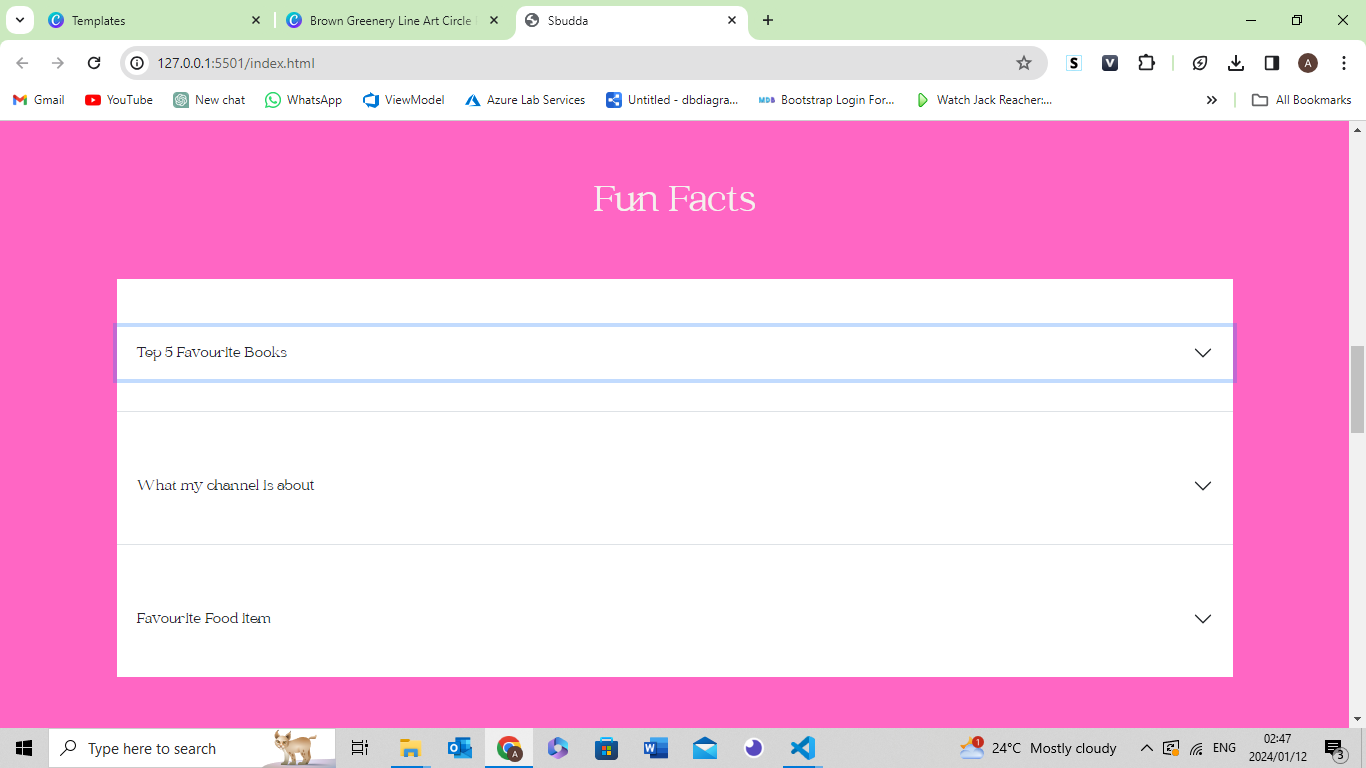 Templates
Brown Greenery Line Art Circle
Sbudda
127.0.0.1:5501/index.html
S
V
A
Gmail
YouTube
New chat
WhatsApp
ViewModel
Azure Lab Services
Untitled - dbdiagra...
MDB
Bootstrap Login For...
Watch Jack Reacher:...
All Bookmarks
Fun Facts
Top 5 Favourite Books
What my channel is about
Favourite Food item
Type here to search
A
1
24°C Mostly cloudy
ENG
02:47
2024/01/12
3